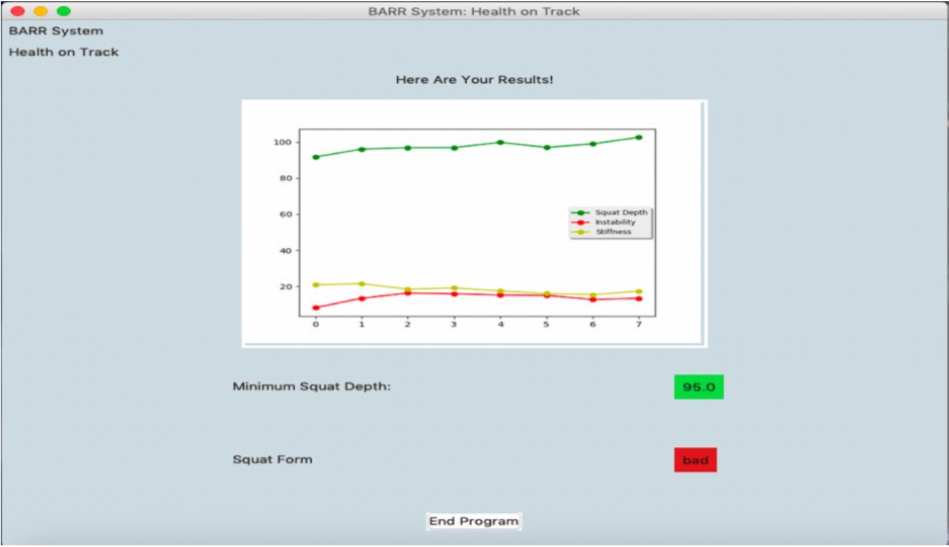 BARR System: Health on Track
BARR System
Health on Track
Here Are Your Results!
100
80
60
40
20
0 1 2 3 4 5 6 7
Squat Depth
Instability
Stiffness
Minimum Squat Depth: 95.0
Squat Form bad
End Program